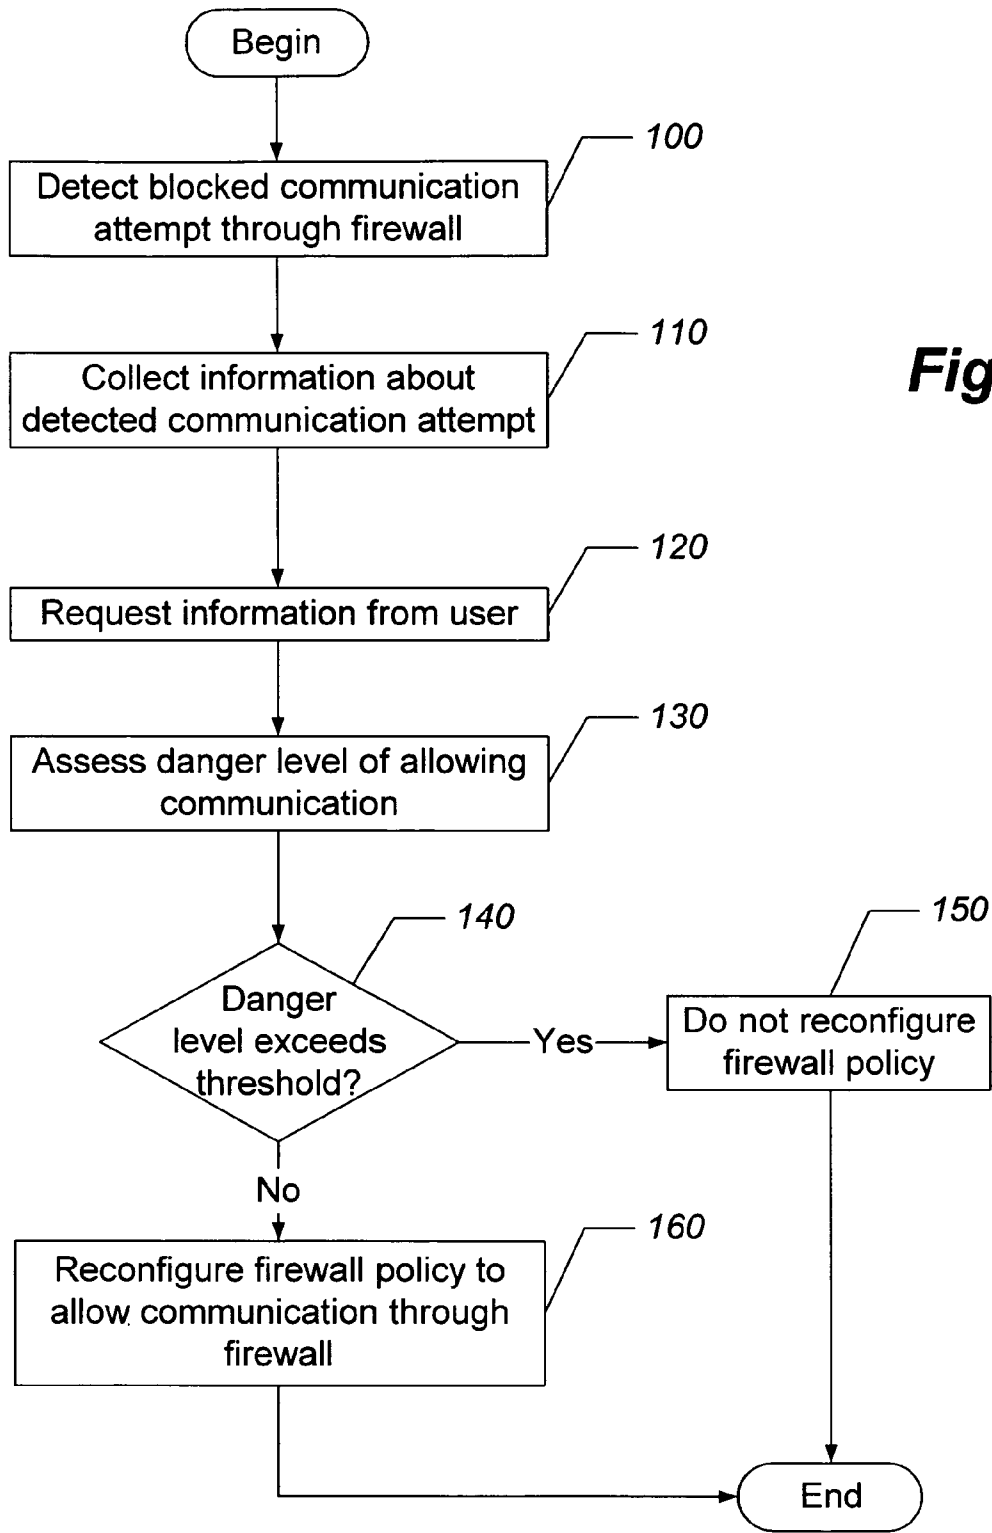 Begin
100
Detect blocked communication
attempt through firewall
110
Collect information about
detected communication attempt
Fig
120
Request information from user
130
Assess danger level of allowing
communication
140
Danger
level exceeds
threshold?
Yes
150
Do not reconfigure
firewall policy
No
160
Reconfigure firewall policy to
allow communication through
firewall
End